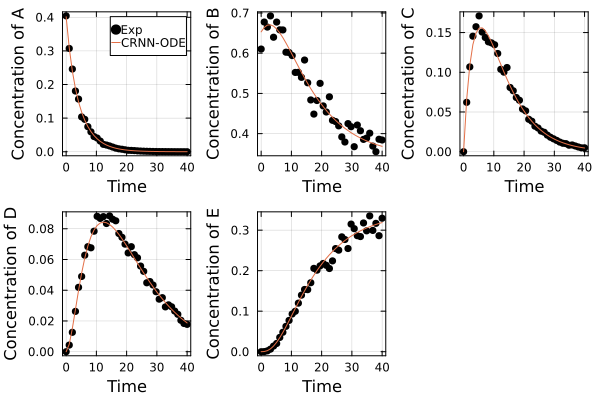 Concentration of A
0.4
0.3
0.2
0.1
0.0
0 10 20 30 40
Time
Exp
CRNN-ODE
Concentration of B
0.7
0.6
0.5
0.4
0 10 20 30 40
Time
Concentration of C
0.15
0.10
0.05
0.00
0 10 20 30 40
Time
Concentration of D
0.08
0.06
0.04
0.02
0.00
0 10 20 30 40
Time
Concentration of E
0.3
0.2
0.1
0.0
0 10 20 30 40
Time